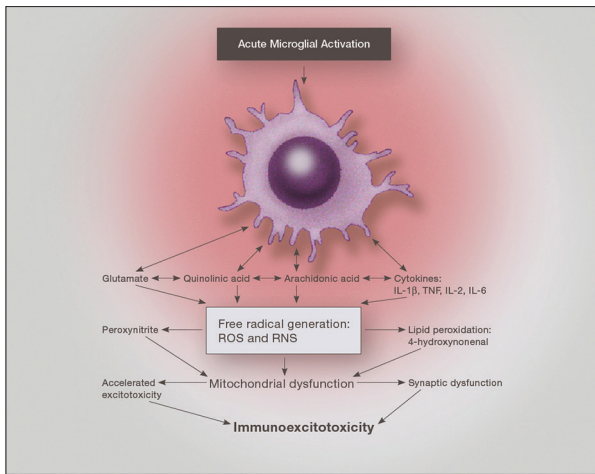 Acute Microglial Activation
Glutamate Quinolinic acid Arachidonic acid Cytokines:
IL-1β, TNF, IL-2, IL-6
Free radical generation:
ROS and RNS
Peroxynitrite
Lipid peroxidation:
4-hydroxynonenal
Accelerated
excitotoxicity
Mitochondrial dysfunction
Synaptic dysfunction
Immunoexcitotoxicity